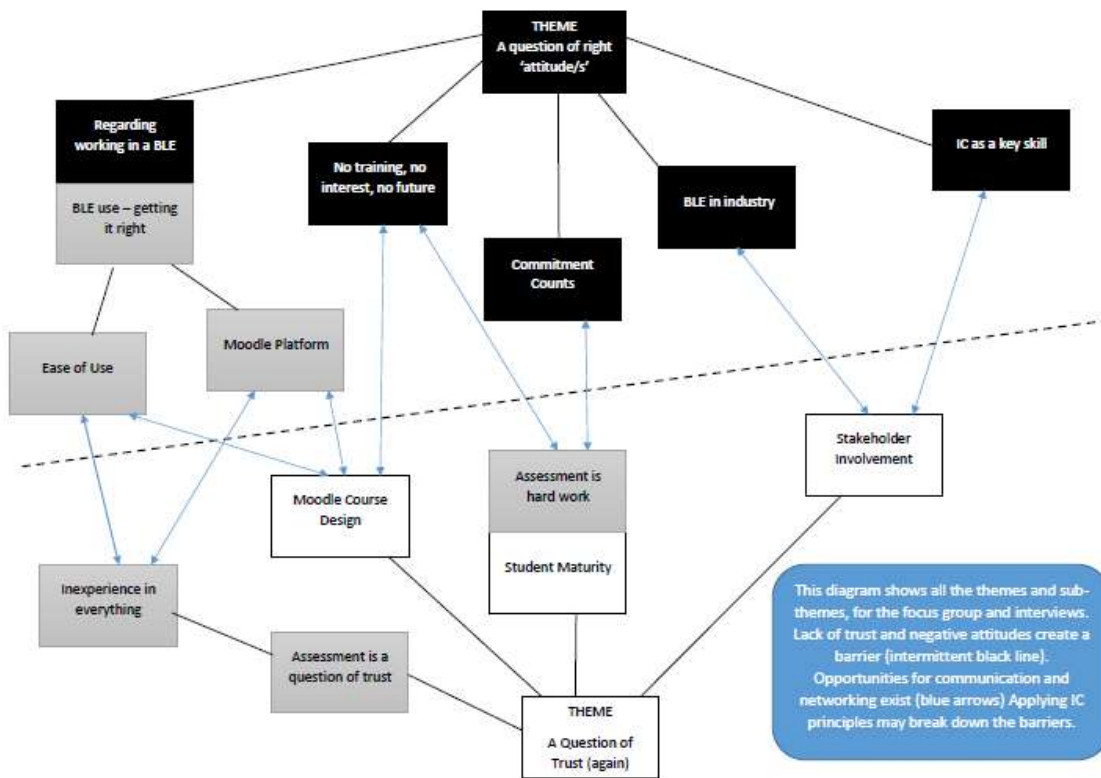 THEME
A question of right
‘attitude/s’
Regarding
working in a BLE
BLE use – getting
it right
No training, no
interest, no future
IC as a key skill
BLE in industry
Commitment
Counts
Ease of Use
Moodle Platform
Stakeholder
Involvement
Moodle Course
Design
Assessment is
hard work
Student Maturity
Inexperience in
everything
Assessment is a
question of trust
THEME
A Question of
Trust (again)
This diagram shows all the themes and sub-
themes, for the focus group and interviews.
Lack of trust and negative attitudes create a
barrier (intermittent black line).
Opportunities for communication and
networking exist (blue arrows) Applying IC
principles may break down the barriers.